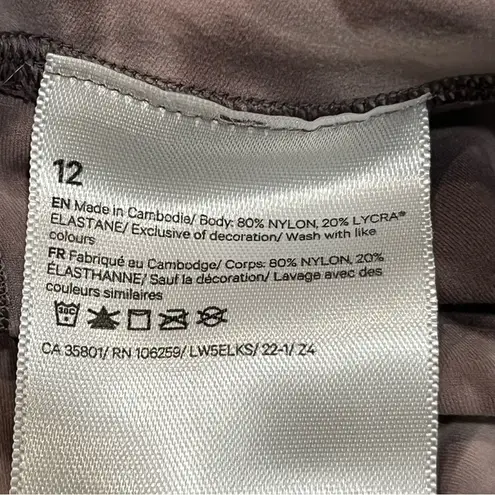 12
EN Made in Cambodia/ Body: 80% NYLON, 20% LYCRA®
ELASTANE/ Exclusive of decoration/ Wash with like
colours
FR Fabriqué au Cambodge/ Corps: 80% NYLON, 20%
ÉLASTHANNE/ Sauf la décoration/ Lavage avec des
couleurs similaires
30C
CA 35801/ RN 106259/ LW5ELKS/ 22-1/ Z4